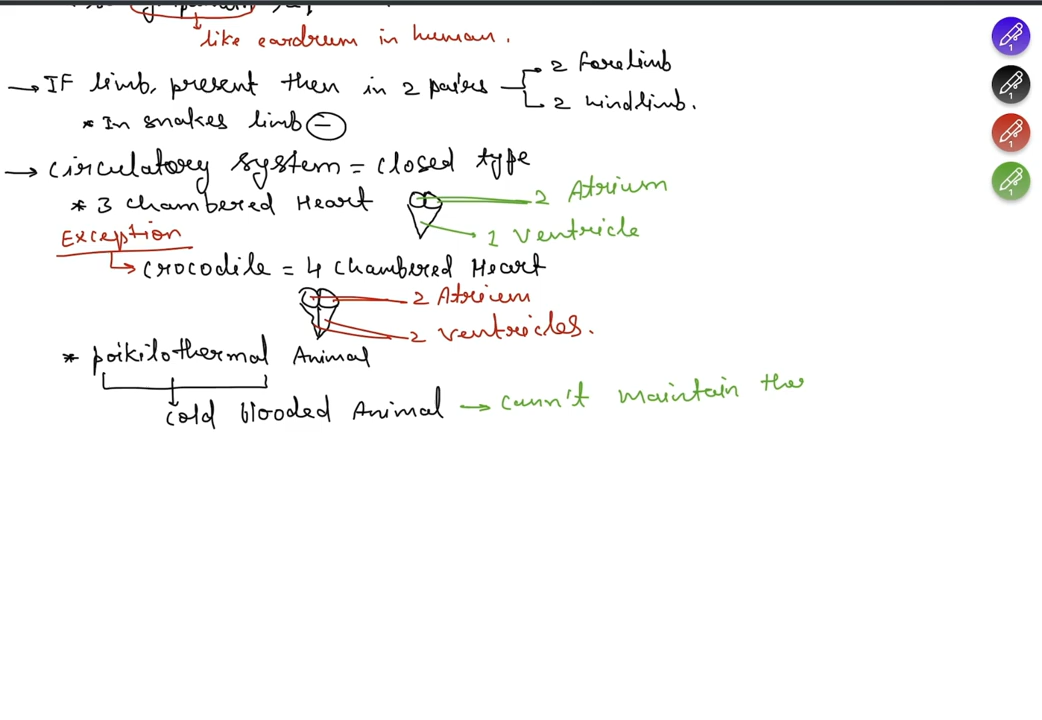 like eardrum in human.
→ IF limb, present then in 2 paires
2 Forelimb
2 hindlimb.
* In snakes limb (-)
→ circulatory system = closed type
* 3 chambered Heart
2 Atrium
1 Ventricle
Exception
crocodile = 4 chambered Heart
2 Atrium
2 ventricles.
* poikilothermal Animal
cold blooded Animal → cann't maintain the